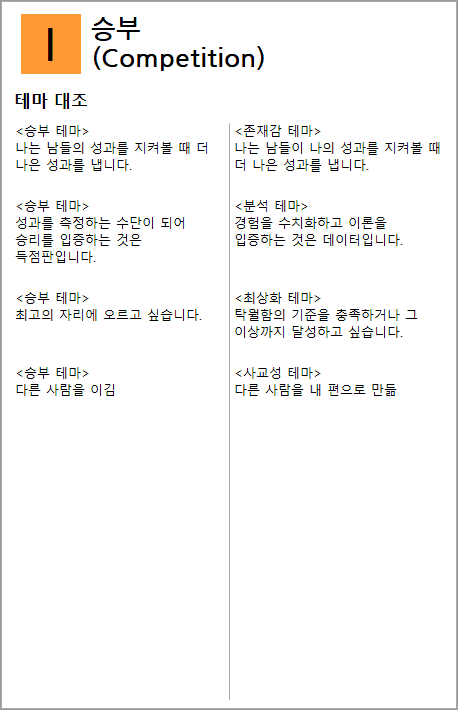 I
승부
(Competition)
테마 대조
<승부 테마>
나는 남들의 성과를 지켜볼 때 더
나은 성과를 냅니다.
<존재감 테마>
나는 남들이 나의 성과를 지켜볼 때
더 나은 성과를 냅니다.
<승부 테마>
성과를 측정하는 수단이 되어
승리를 입증하는 것은
득점판입니다.
<분석 테마>
경험을 수치화하고 이론을
입증하는 것은 데이터입니다.
<승부 테마>
최고의 자리에 오르고 싶습니다.
<최상화 테마>
탁월함의 기준을 충족하거나 그
이상까지 달성하고 싶습니다.
<승부 테마>
다른 사람을 이김
<사교성 테마>
다른 사람을 내 편으로 만듦